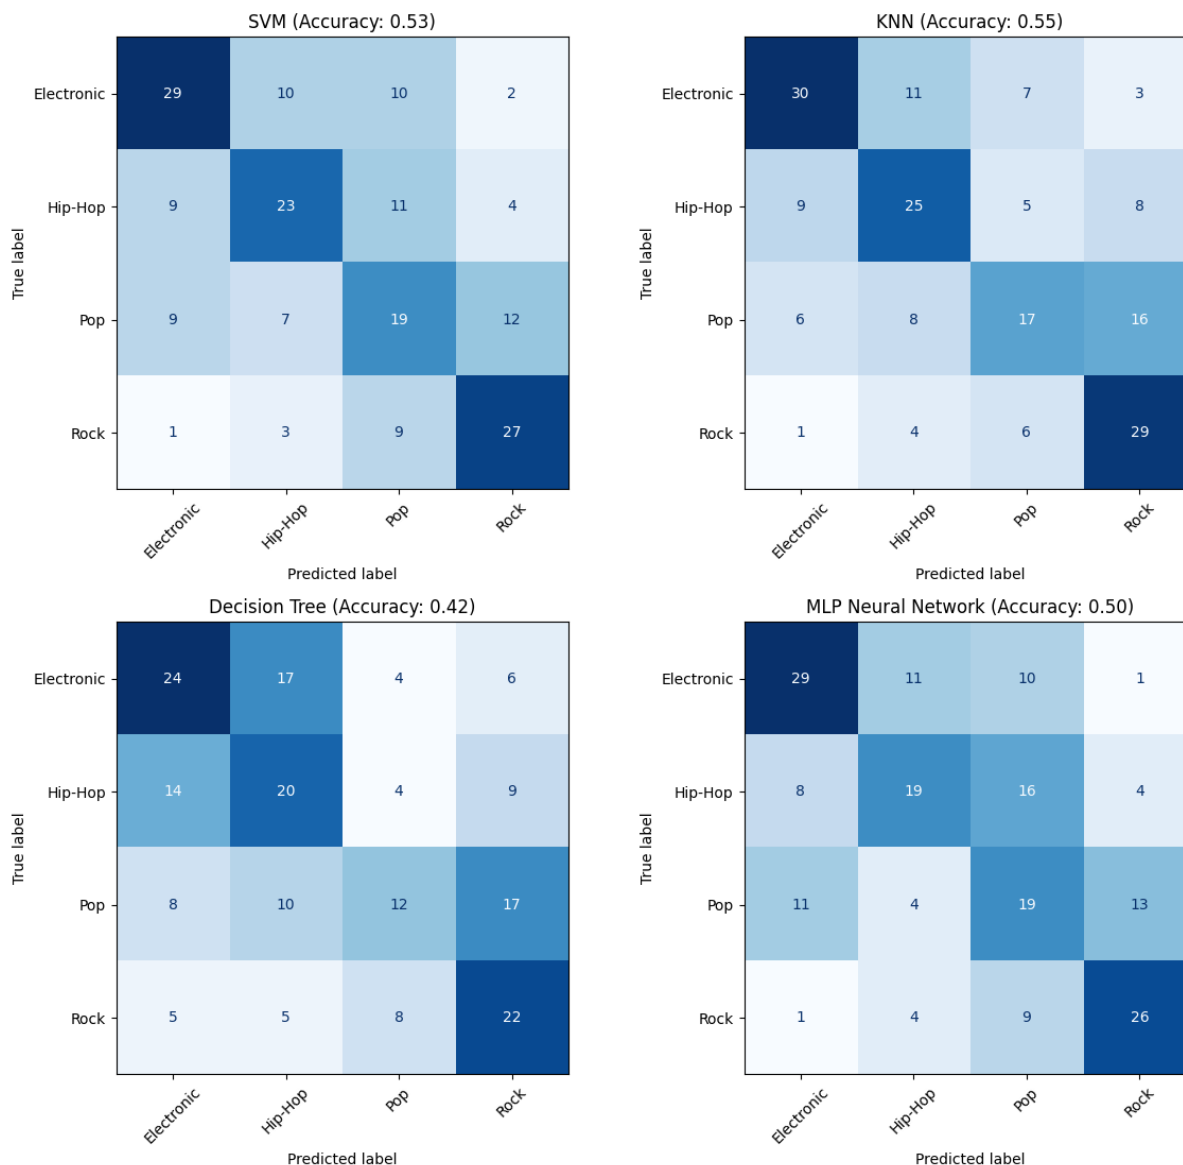 SVM (Accuracy: 0.53)
True label
Electronic 29 10 10 2
Hip-Hop 9 23 11 4
Pop 9 7 19 12
Rock 1 3 9 27
Electronic Hip-Hop Pop Rock
Predicted label
KNN (Accuracy: 0.55)
True label
Electronic 30 11 7 3
Hip-Hop 9 25 5 8
Pop 6 8 17 16
Rock 1 4 6 29
Electronic Hip-Hop Pop Rock
Predicted label
Decision Tree (Accuracy: 0.42)
True label
Electronic 24 17 4 6
Hip-Hop 14 20 4 9
Pop 8 10 12 17
Rock 5 5 8 22
Electronic Hip-Hop Pop Rock
Predicted label
MLP Neural Network (Accuracy: 0.50)
True label
Electronic 29 11 10 1
Hip-Hop 8 19 16 4
Pop 11 4 19 13
Rock 1 4 9 26
Electronic Hip-Hop Pop Rock
Predicted label